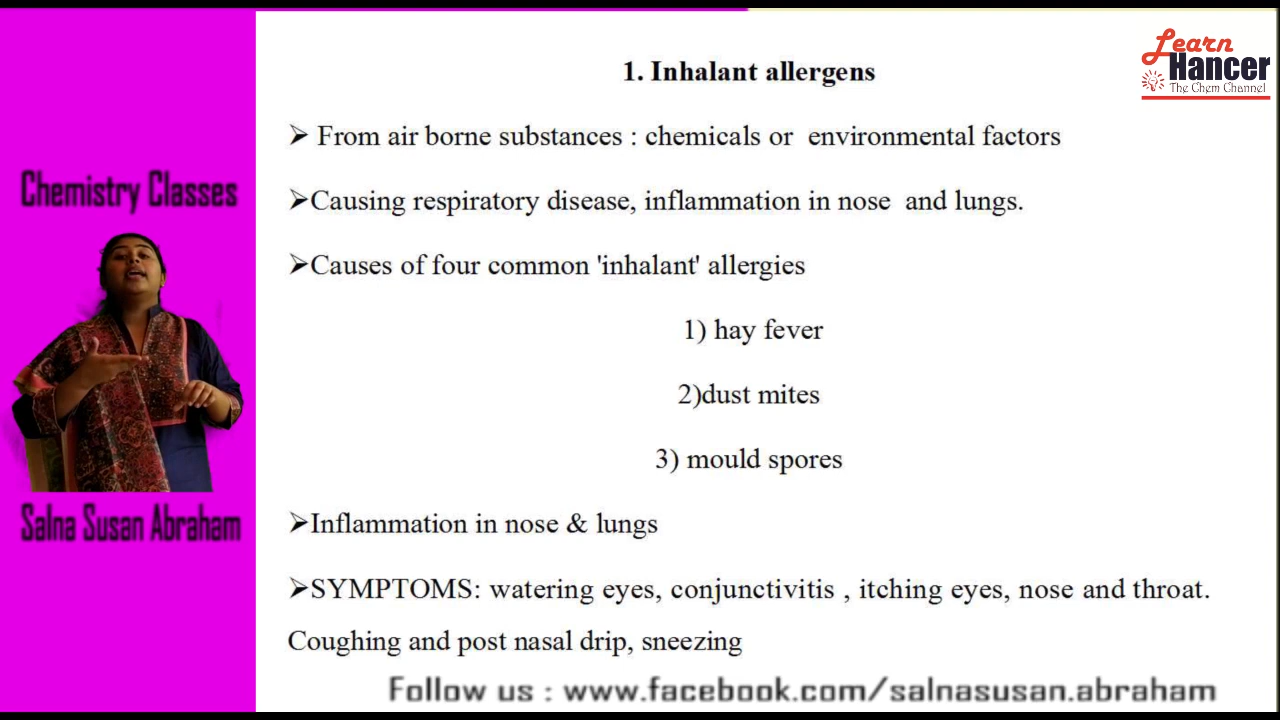 Learn
Hancer
The Chem Channel
1. Inhalant allergens
➢ From air borne substances : chemicals or environmental factors
➢Causing respiratory disease, inflammation in nose and lungs.
➢Causes of four common 'inhalant' allergies
1) hay fever
2)dust mites
3) mould spores
➢Inflammation in nose & lungs
➢SYMPTOMS: watering eyes, conjunctivitis , itching eyes, nose and throat.
Coughing and post nasal drip, sneezing
Chemistry Classes
Salna Susan Abraham
Follow us : www.facebook.com/salnasusan.abraham